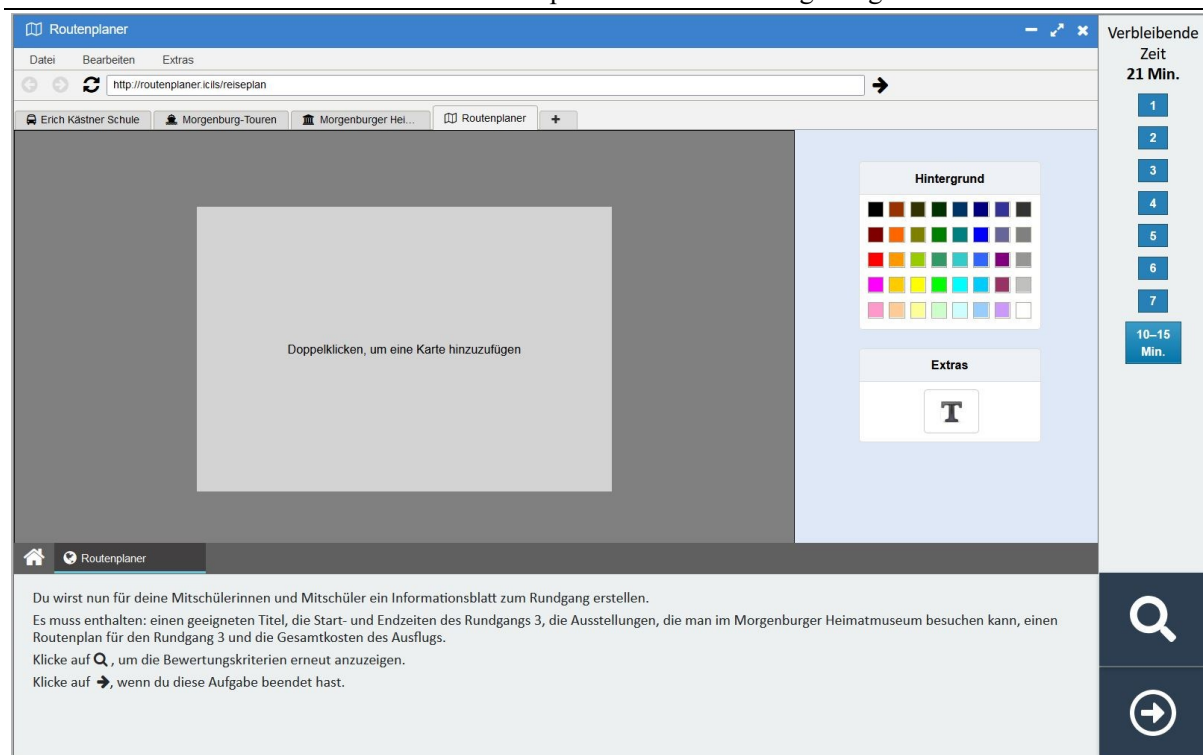 Routenplaner
Datei Bearbeiten Extras
http://routenplaner.icils/reiseplan
Erich Kästner Schule Morgenburg-Touren Morgenburger Hei... Routenplaner +
Hintergrund
Doppelklicken, um eine Karte hinzuzufügen
Extras
T
Routenplaner
Du wirst nun für deine Mitschülerinnen und Mitschüler ein Informationsblatt zum Rundgang erstellen.
Es muss enthalten: einen geeigneten Titel, die Start- und Endzeiten des Rundgangs 3, die Ausstellungen, die man im Morgenburger Heimatmuseum besuchen kann, einen
Routenplan für den Rundgang 3 und die Gesamtkosten des Ausflugs.
Klicke auf , um die Bewertungskriterien erneut anzuzeigen.
Klicke auf ➔, wenn du diese Aufgabe beendet hast.
Verbleibende
Zeit
21 Min.
1
2
3
4
5
6
7
10–15
Min.